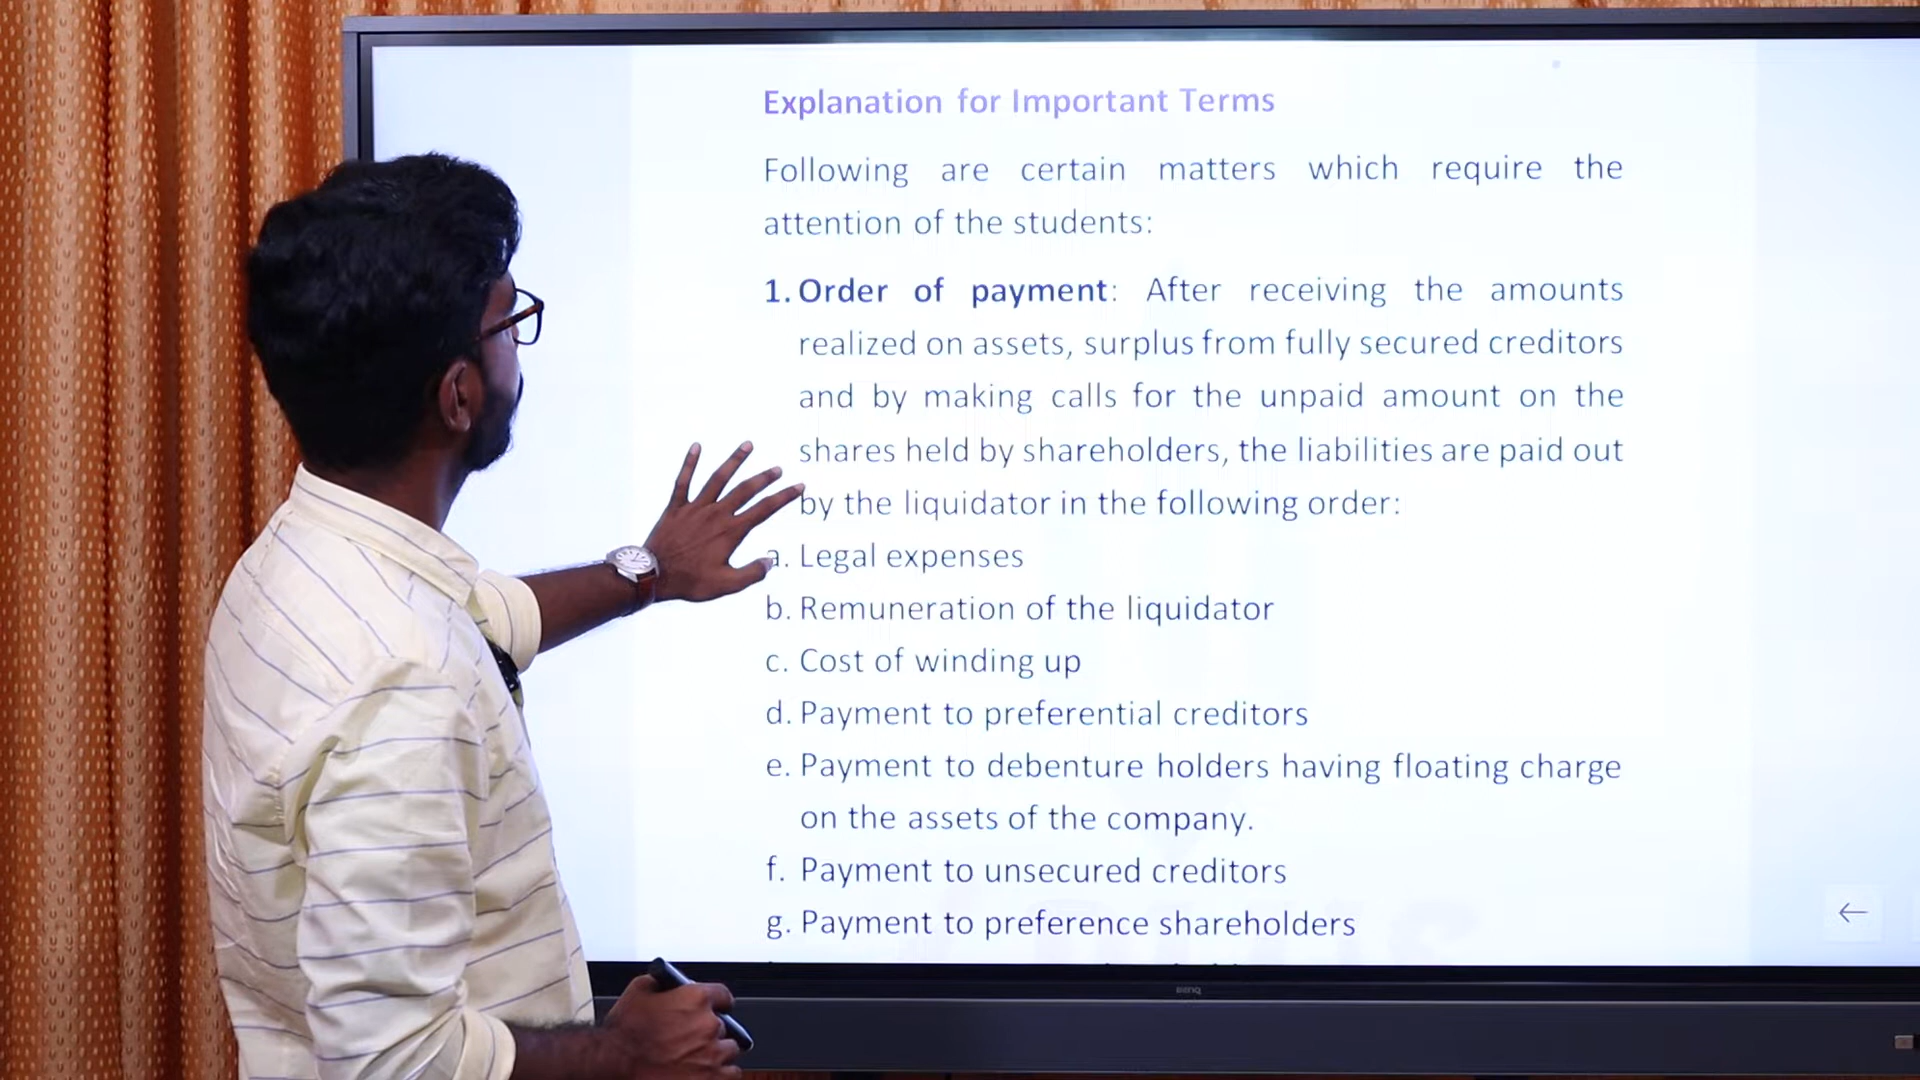 Explanation for Important Terms
Following are certain matters which require the
attention of the students:
1. Order of payment: After receiving the amounts
realized on assets, surplus from fully secured creditors
and by making calls for the unpaid amount on the
shares held by shareholders, the liabilities are paid out
by the liquidator in the following order:
a. Legal expenses
b. Remuneration of the liquidator
c. Cost of winding up
d. Payment to preferential creditors
e. Payment to debenture holders having floating charge
on the assets of the company.
f. Payment to unsecured creditors
g. Payment to preference shareholders
BenQ